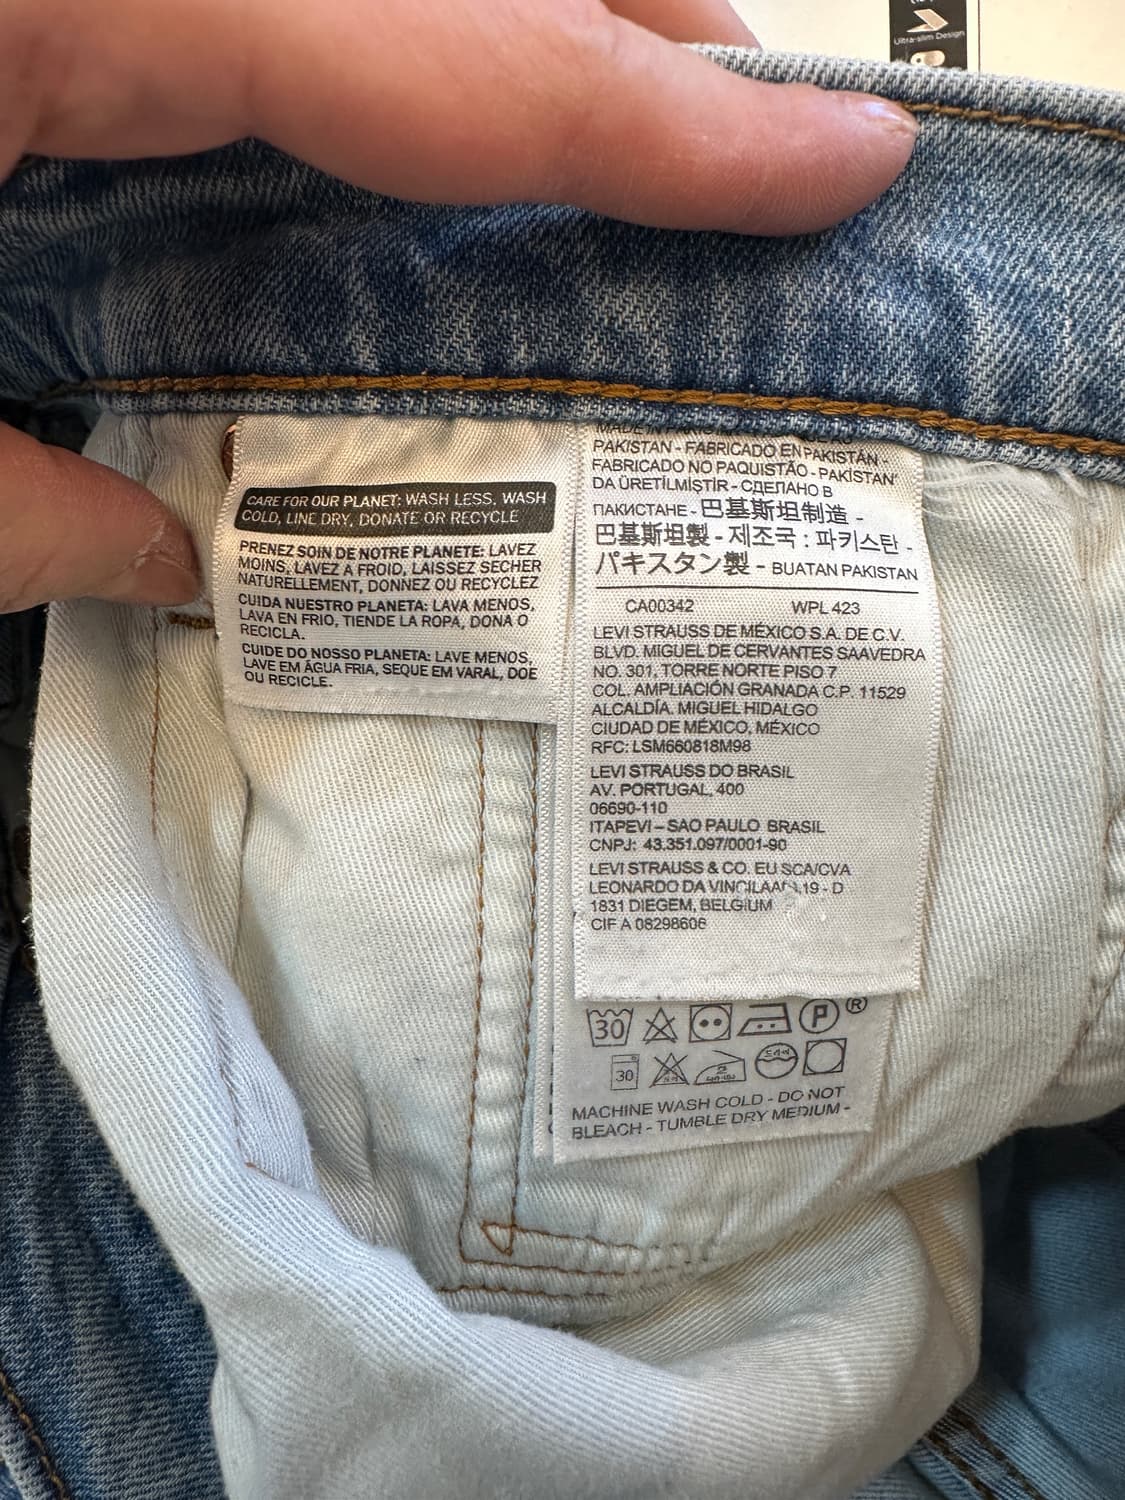 Ultra-slim Design
CARE FOR OUR PLANET: WASH LESS, WASH
COLD, LINE DRY, DONATE OR RECYCLE
PRENEZ SOIN DE NOTRE PLANETE: LAVEZ
MOINS, LAVEZ A FROID, LAISSEZ SECHER
NATURELLEMENT, DONNEZ OU RECYCLEZ
CUIDA NUESTRO PLANETA: LAVA MENOS,
LAVA EN FRIO, TIENDE LA ROPA, DONA O
RECICLA.
CUIDE DO NOSSO PLANETA: LAVE MENOS,
LAVE EM ÁGUA FRIA, SEQUE EM VARAL, DOE
OU RECICLE.
PAKISTAN - FABRICADO EN PAKISTÁN -
FABRICADO NO PAQUISTÃO - PAKİSTAN'
DA ÜRETİLMİŞTİR - СДЕЛАНО В
ПАКИСТАНЕ - 巴基斯坦制造 -
巴基斯坦製 - 제조국 : 파키스탄 -
パキスタン製 - BUATAN PAKISTAN
CA00342 WPL 423
LEVI STRAUSS DE MÉXICO S.A. DE C.V.
BLVD. MIGUEL DE CERVANTES SAAVEDRA
NO. 301, TORRE NORTE PISO 7
COL. AMPLIACIÓN GRANADA C.P. 11529
ALCALDÍA. MIGUEL HIDALGO
CIUDAD DE MÉXICO, MÉXICO
RFC: LSM660818M98
LEVI STRAUSS DO BRASIL
AV. PORTUGAL, 400
06690-110
ITAPEVI – SAO PAULO BRASIL
CNPJ: 43.351.097/0001-90
LEVI STRAUSS & CO. EU SCA/CVA
LEONARDO DA VINCILAAN 19 - D
1831 DIEGEM, BELGIUM
CIF A 08298606
30 P ®
30
MACHINE WASH COLD - DO NOT
BLEACH - TUMBLE DRY MEDIUM -